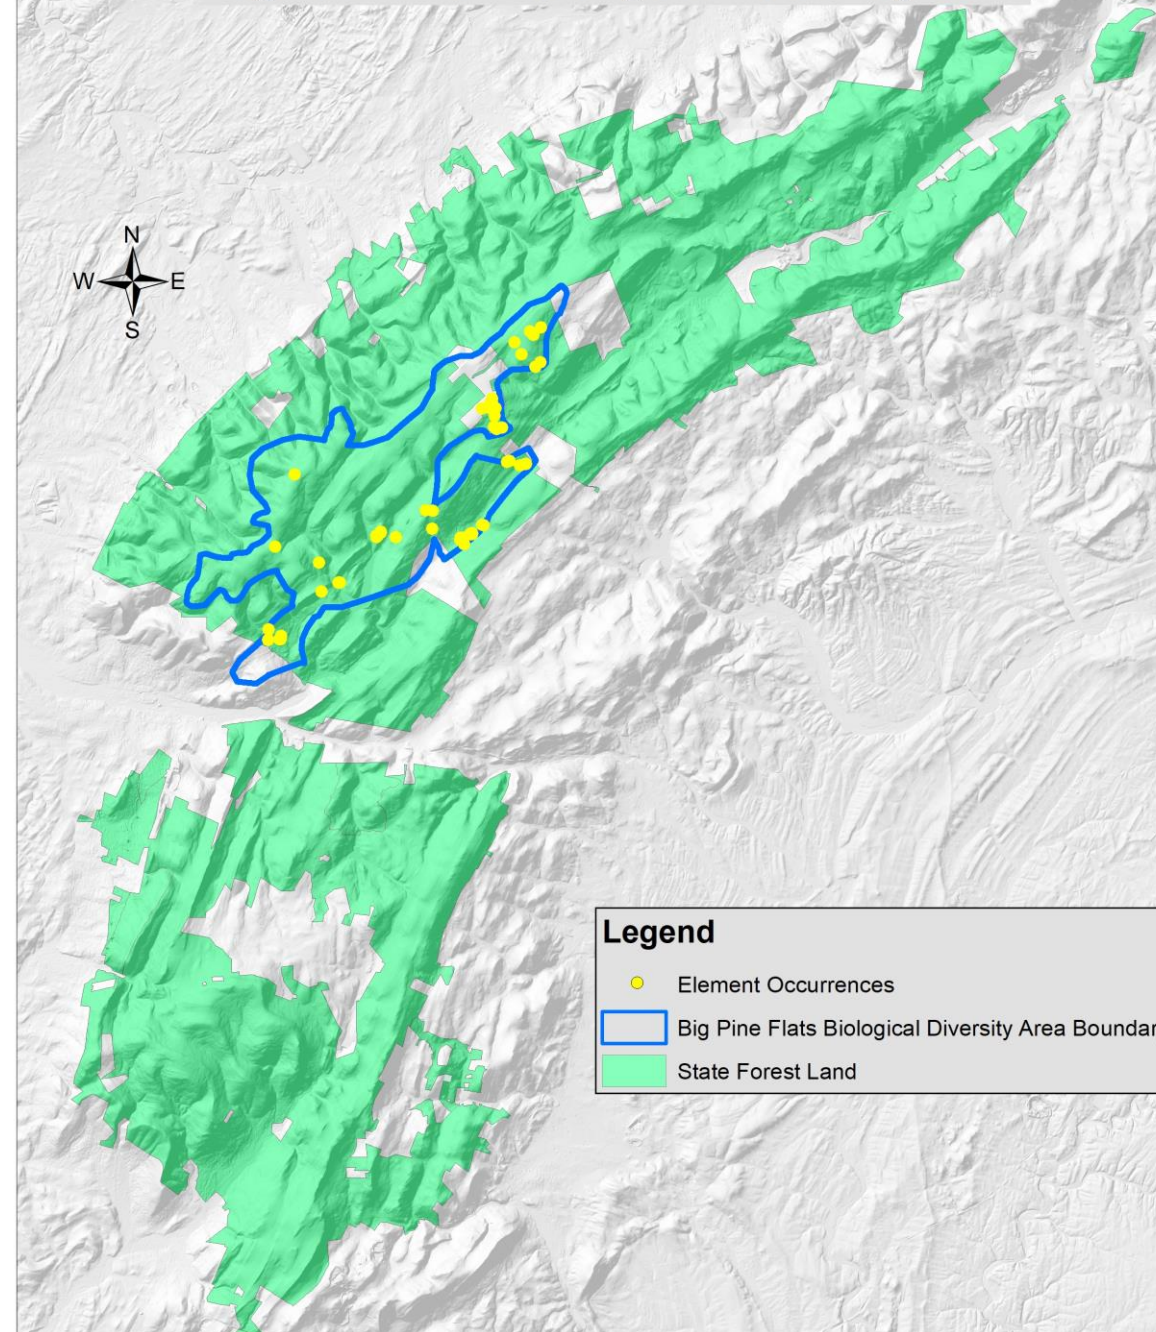 N
W E
S
Legend
Element Occurrences
Big Pine Flats Biological Diversity Area Boundar
State Forest Land